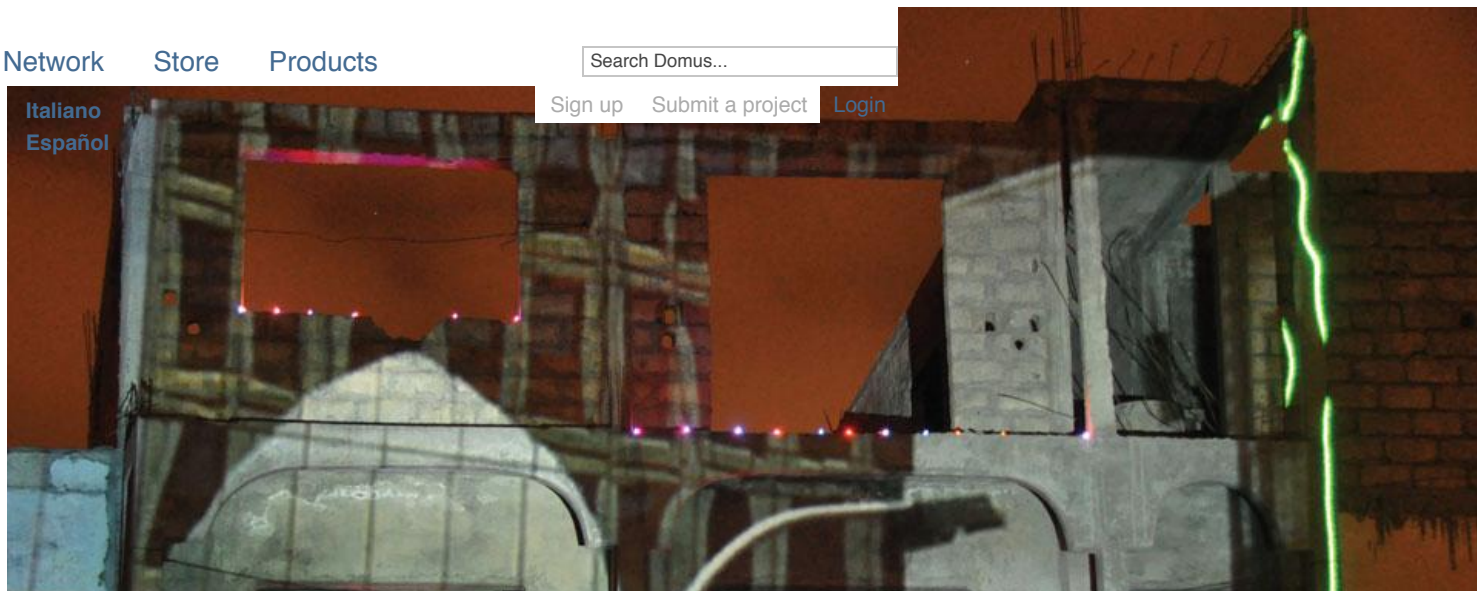 Network Store Products
Search Domus...
Sign up Submit a project Login
Italiano
Español